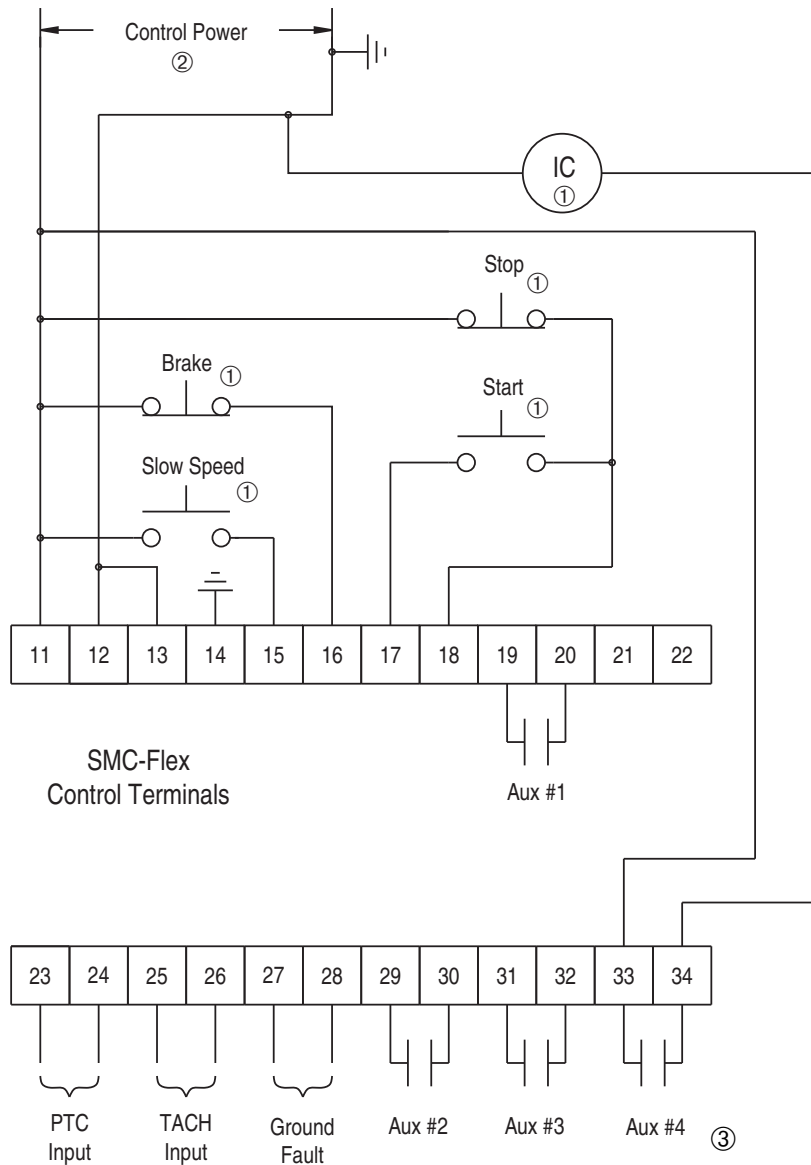 Control Power
②
IC
①
Stop ①
Brake ①
Start ①
Slow Speed ①
11 12 13 14 15 16 17 18 19 20 21 22
SMC-Flex
Control Terminals
Aux #1
23 24 25 26 27 28 29 30 31 32 33 34
PTC
Input
TACH
Input
Ground
Fault
Aux #2
Aux #3
Aux #4 ③